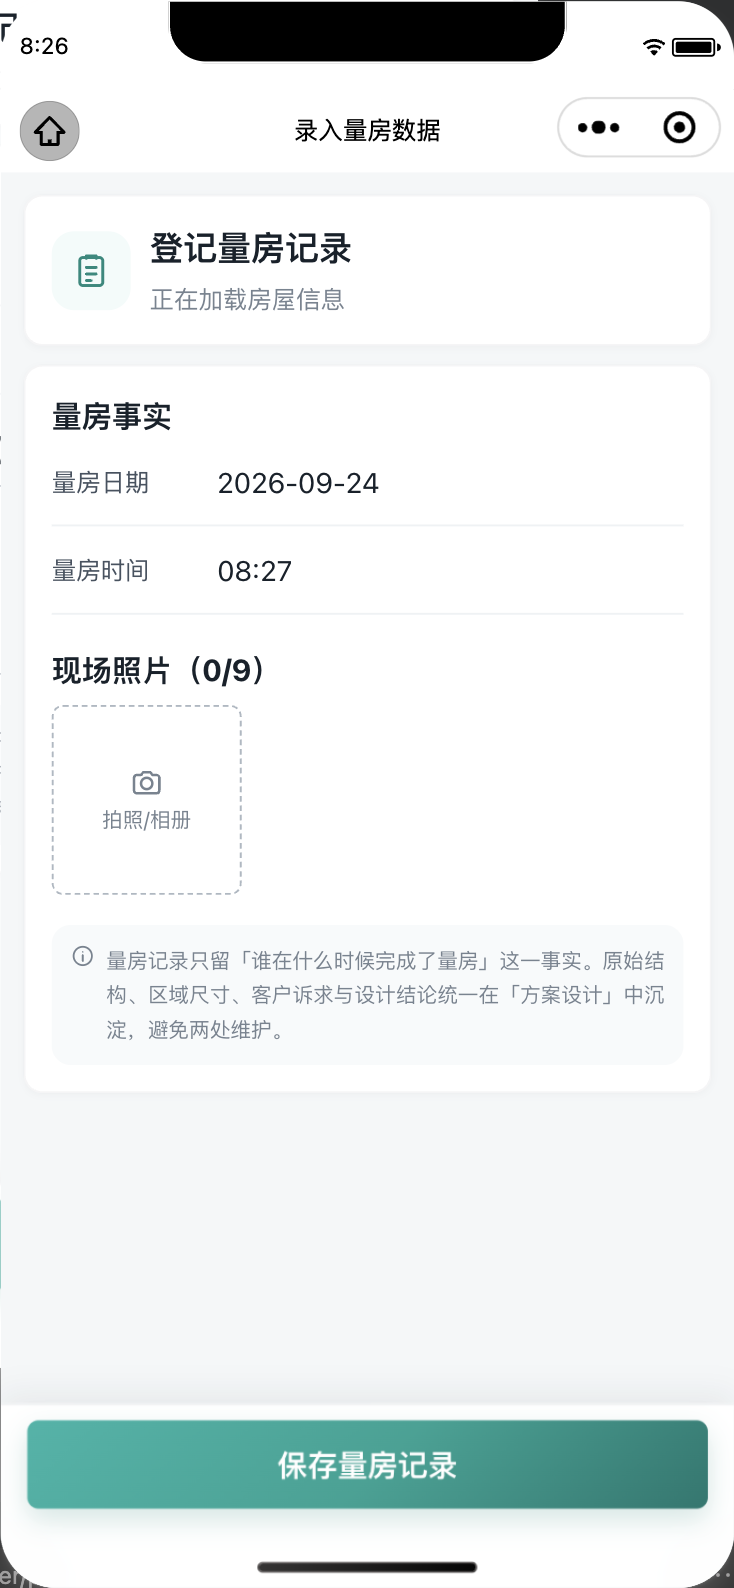 8:26
录入量房数据
登记量房记录
正在加载房屋信息
量房事实
量房日期 2026-09-24
量房时间 08:27
现场照片（0/9）
拍照/相册
量房记录只留「谁在什么时候完成了量房」这一事实。原始结
构、区域尺寸、客户诉求与设计结论统一在「方案设计」中沉
淀，避免两处维护。
保存量房记录